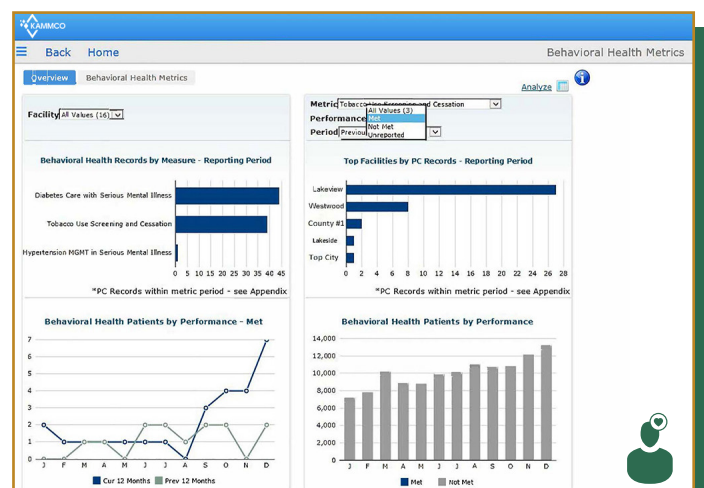 KAMMCO
Back Home Behavioral Health Metrics
Overview Behavioral Health Metrics
Analyze
i
Facility All Values (16)
Metric Tobacco Use Screening and Cessation
All Values (3)
Performance Met
Not Met
Period Previou
Unreported
Behavioral Health Records by Measure - Reporting Period
Diabetes Care with Serious Mental Illness
Tobacco Use Screening and Cessation
Hypertension MGMT in Serious Mental Illness
0 5 10 15 20 25 30 35 40 45
*PC Records within metric period - see Appendix
Top Facilities by PC Records - Reporting Period
Lakeview
Westwood
County #1
Lakeside
Top City
0 2 4 6 8 10 12 14 16 18 20 22 24 26 28
*PC Records within metric period - see Appendix
Behavioral Health Patients by Performance - Met
7
6
5
4
3
2
1
0
J F M A M J J A S O N D
Cur 12 Months Prev 12 Months
Behavioral Health Patients by Performance
14,000
12,000
10,000
8,000
6,000
4,000
2,000
0
J F M A M J J A S O N D
Met Not Met